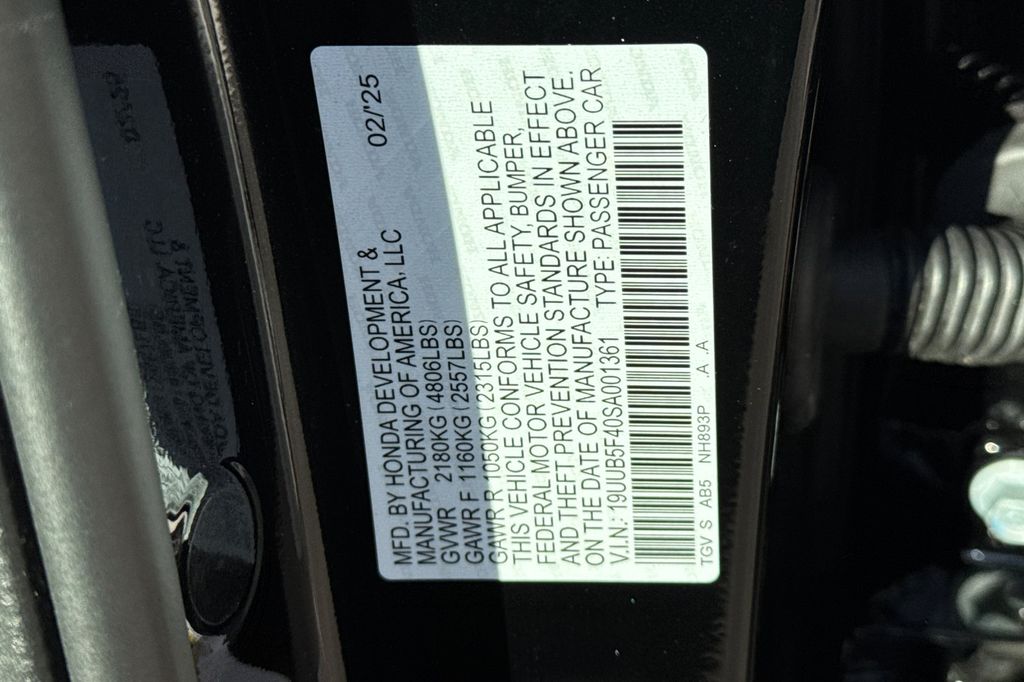 MFD. BY HONDA DEVELOPMENT & 02/'25
MANUFACTURING OF AMERICA, LLC
GVWR 2180KG (4806LBS)
GAWR F 1160KG (2557LBS)
GAWR R 1050KG (2315LBS)
THIS VEHICLE CONFORMS TO ALL APPLICABLE
FEDERAL MOTOR VEHICLE SAFETY, BUMPER,
AND THEFT PREVENTION STANDARDS IN EFFECT
ON THE DATE OF MANUFACTURE SHOWN ABOVE.
V.I.N.: 19UUB5F40SA001361 TYPE: PASSENGER CAR
TGV S AB5 NH893P . A . A